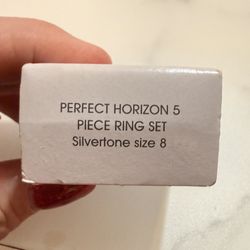 PERFECT HORIZON 5
PIECE RING SET
Silvertone size 8